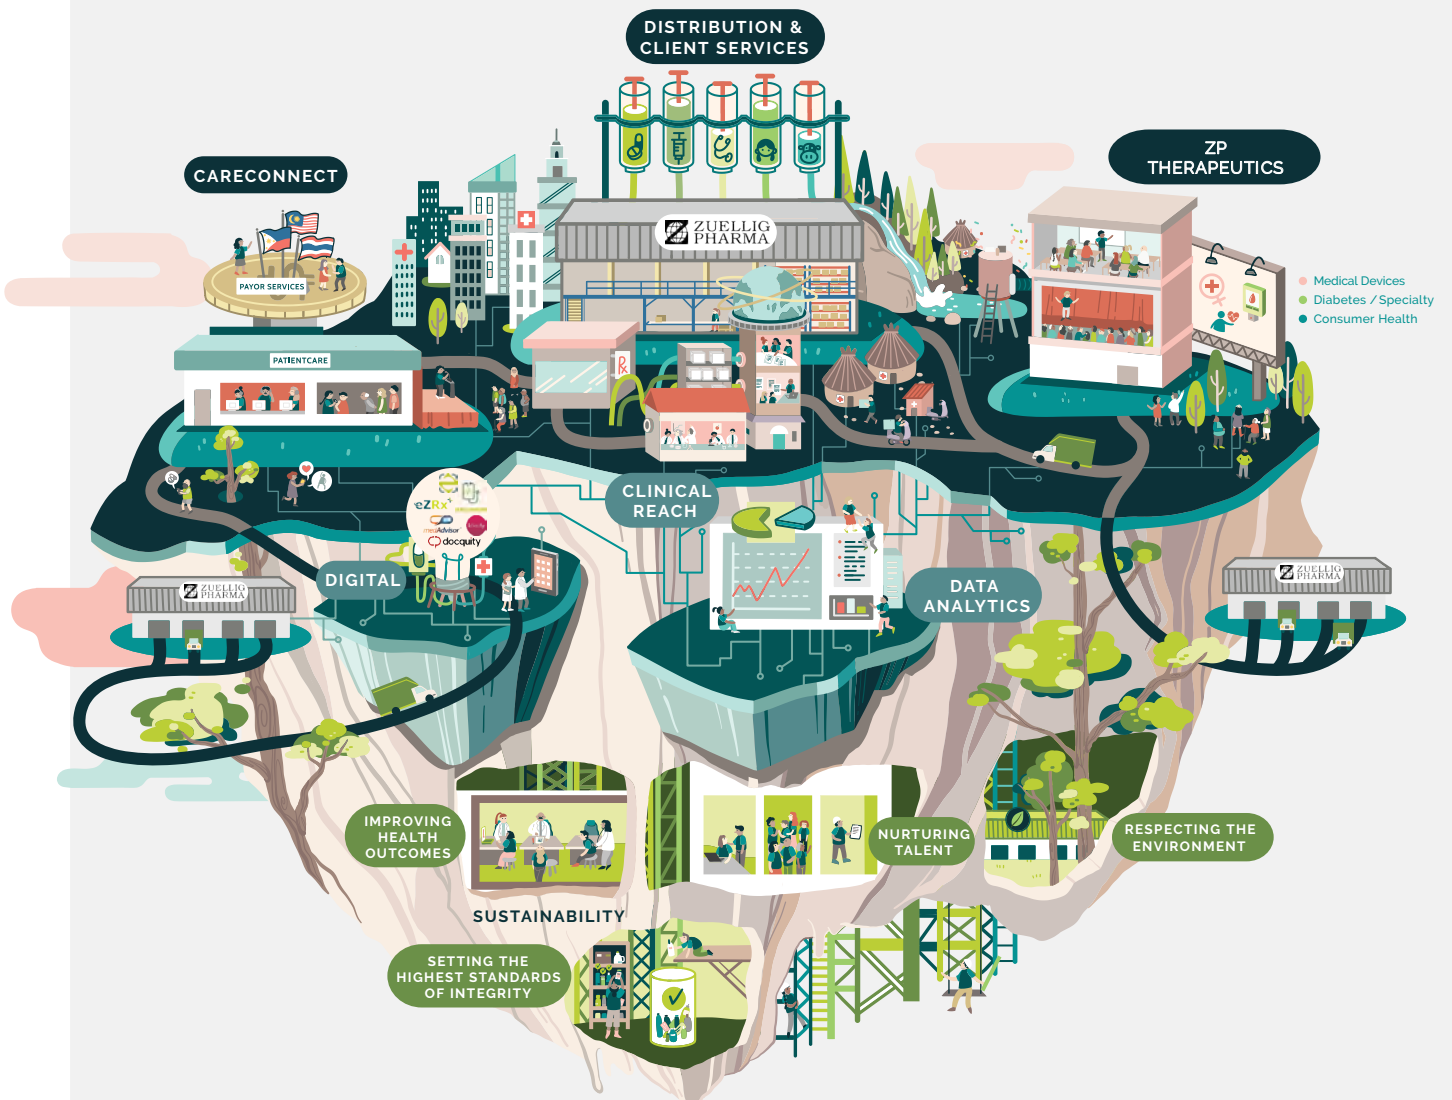 DISTRIBUTION &
CLIENT SERVICES
CARECONNECT
ZP
THERAPEUTICS
ZUELLIG
PHARMA
PAYOR SERVICES
Medical Devices
Diabetes / Specialty
Consumer Health
PATIENTCARE
Rx
CLINICAL
REACH
eZRx
medAdvisor
docquity
DIGITAL
DATA
ANALYTICS
ZUELLIG
PHARMA
ZUELLIG
PHARMA
IMPROVING
HEALTH
OUTCOMES
NURTURING
TALENT
RESPECTING THE
ENVIRONMENT
SUSTAINABILITY
SETTING THE
HIGHEST STANDARDS
OF INTEGRITY